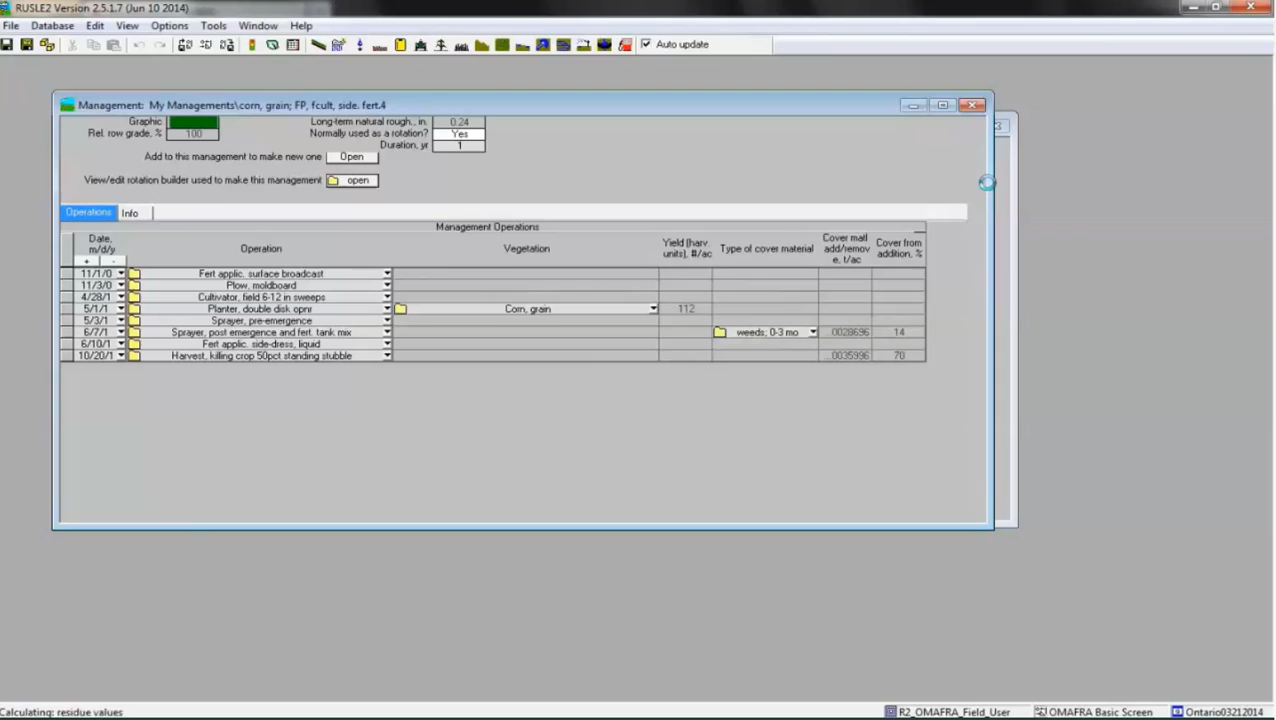 RUSLE2 Version 2.5.1.7 (Jun 10 2014)
File Database Edit View Options Tools Window Help
Auto update
Management: My Managements\corn, grain; FP, fcult, side. fert.4
Graphic Long-term natural rough., in. 0.24
Rel. row grade, % 100 Normally used as a rotation? Yes
Duration, yr 1
Add to this management to make new one Open
View/edit rotation builder used to make this management open
Operations Info
Management Operations
Date, m/d/y Operation Vegetation Yield (harv. units), #/ac Type of cover material Cover matl add/remov e, t/ac Cover from addition, %
+ -
11/1/0 Fert applic. surface broadcast
11/3/0 Plow, moldboard
4/28/1 Cultivator, field 6-12 in sweeps
5/1/1 Planter, double disk opnr Corn, grain 112
5/3/1 Sprayer, pre-emergence
6/7/1 Sprayer, post emergence and fert. tank mix weeds; 0-3 mo 0028696 14
6/10/1 Fert applic. side-dress, liquid
10/20/1 Harvest, killing crop 50pct standing stubble ...0035996 70
Calculating: residue values R2_OMAFRA_Field_User OMAFRA Basic Screen Ontario03212014